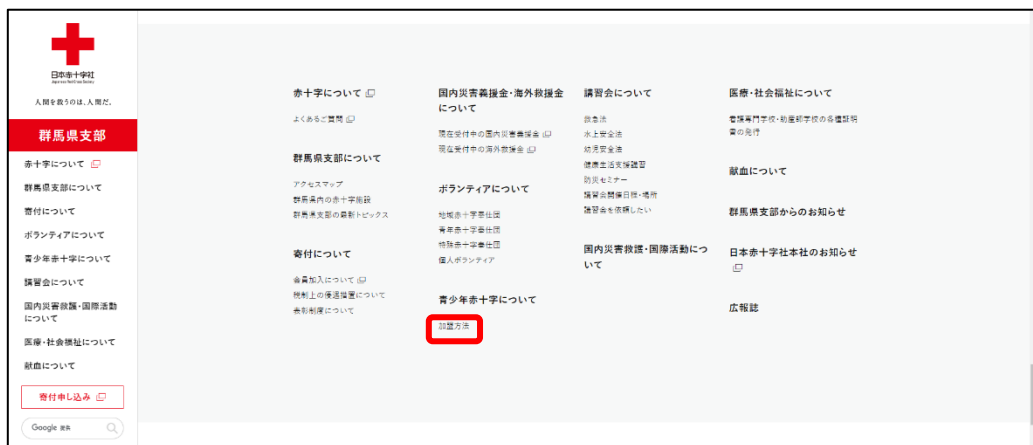 日本赤十字社
Japanese Red Cross Society
人間を救うのは、人間だ。
群馬県支部
赤十字について
群馬県支部について
寄付について
ボランティアについて
青少年赤十字について
講習会について
国内災害救護・国際活動
について
医療・社会福祉について
献血について
寄付申し込み
Google 検索
赤十字について
よくあるご質問
群馬県支部について
アクセスマップ
群馬県内の赤十字施設
群馬県支部の最新トピックス
寄付について
会員加入について
税制上の優遇措置について
表彰制度について
国内災害義援金・海外救援金
について
現在受付中の国内災害義援金
現在受付中の海外救援金
ボランティアについて
地域赤十字奉仕団
青年赤十字奉仕団
特殊赤十字奉仕団
個人ボランティア
青少年赤十字について
加盟方法
講習会について
救急法
水上安全法
幼児安全法
健康生活支援講習
防災セミナー
講習会開催日程・場所
講習会を依頼したい
国内災害救護・国際活動につ
いて
医療・社会福祉について
看護専門学校・助産師学校の各種証明
書の発行
献血について
群馬県支部からのお知らせ
日本赤十字社本社のお知らせ
広報誌